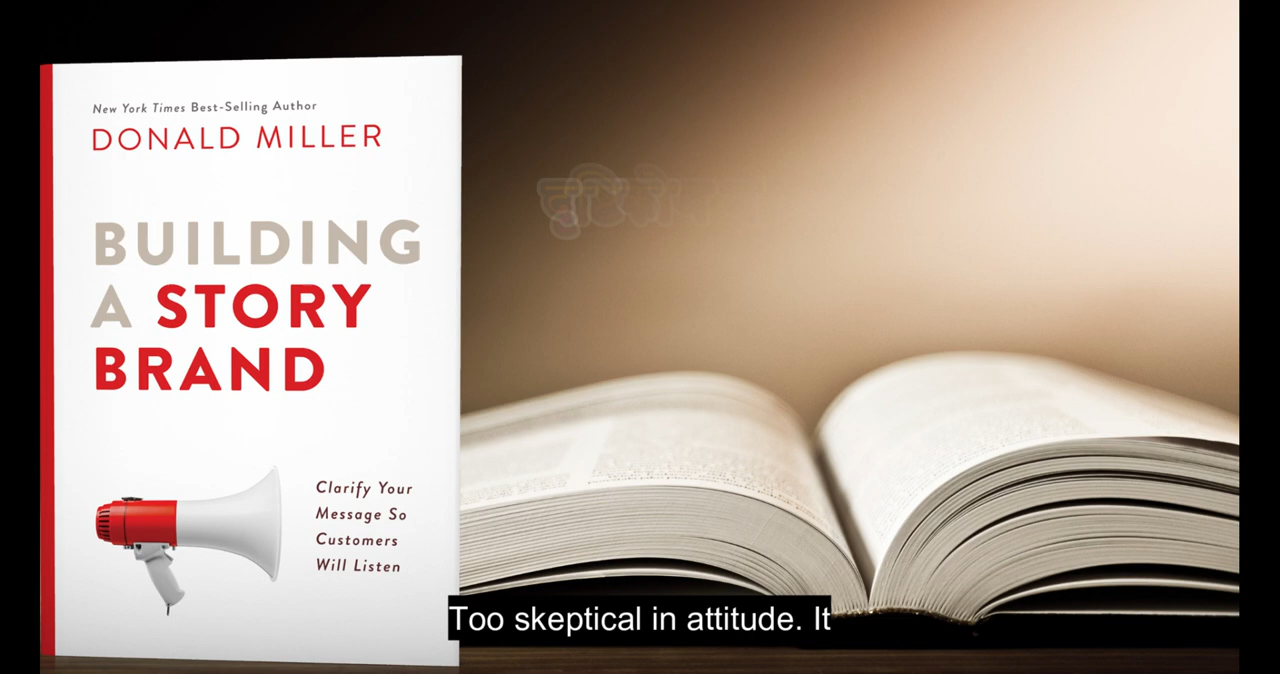 New York Times Best-Selling Author
DONALD MILLER
BUILDING
A STORY
BRAND
Clarify Your
Message So
Customers
Will Listen
Too skeptical in attitude. It